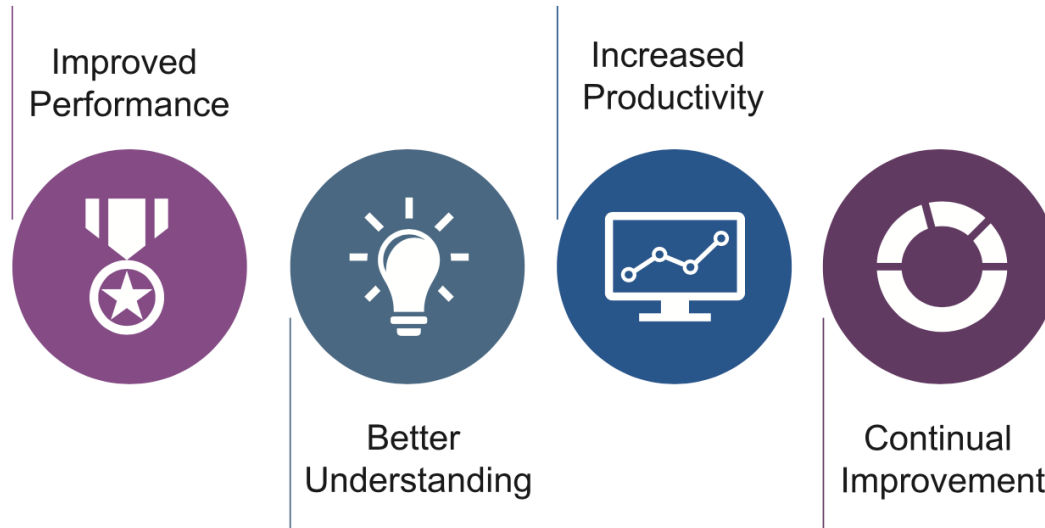 Improved
Performance
Better
Understanding
Increased
Productivity
Continual
Improvement